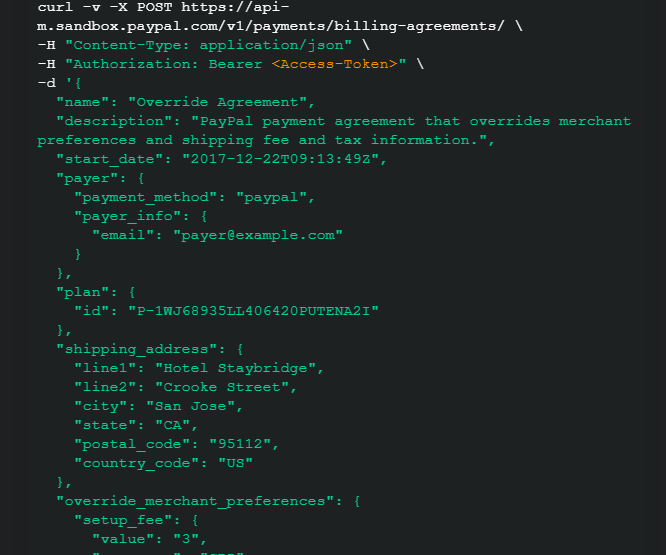 curl -v -X POST https://api-
m.sandbox.paypal.com/v1/payments/billing-agreements/ \
-H "Content-Type: application/json" \
-H "Authorization: Bearer <Access-Token>" \
-d '{
  "name": "Override Agreement",
  "description": "PayPal payment agreement that overrides merchant
preferences and shipping fee and tax information.",
  "start_date": "2017-12-22T09:13:49Z",
  "payer": {
    "payment_method": "paypal",
    "payer_info": {
      "email": "payer@example.com"
    }
  },
  "plan": {
    "id": "P-1WJ68935LL406420PUTENA2I"
  },
  "shipping_address": {
    "line1": "Hotel Staybridge",
    "line2": "Crooke Street",
    "city": "San Jose",
    "state": "CA",
    "postal_code": "95112",
    "country_code": "US"
  },
  "override_merchant_preferences": {
    "setup_fee": {
      "value": "3",